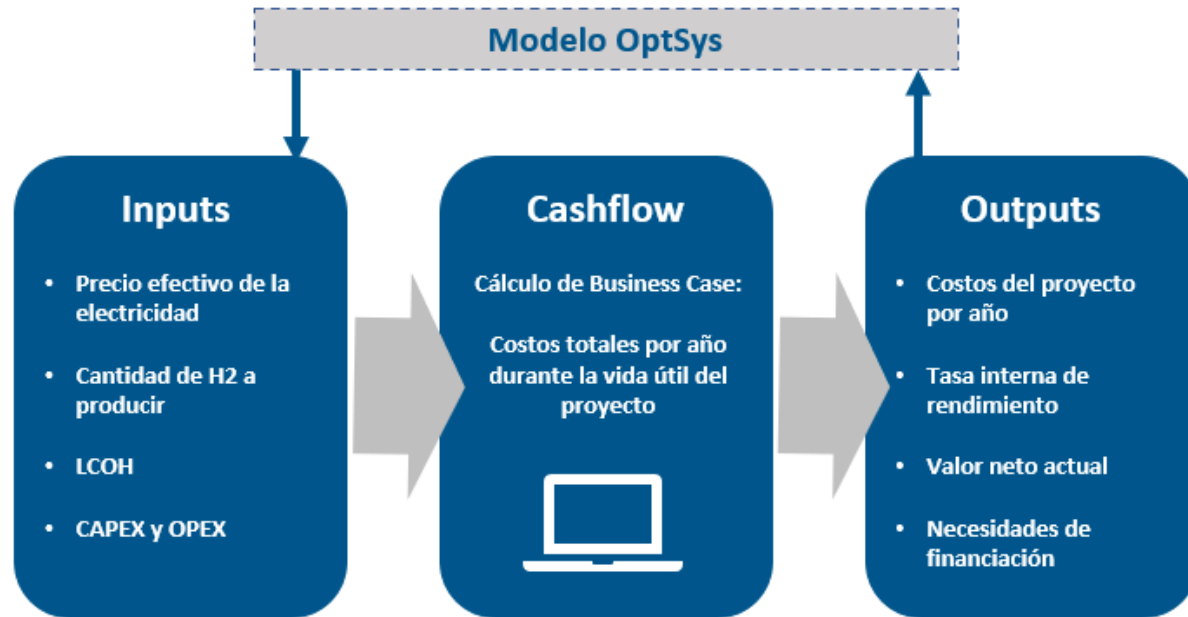 Modelo OptSys
Inputs
• Precio efectivo de la
electricidad
• Cantidad de H2 a
producir
• LCOH
• CAPEX y OPEX
Cashflow
Cálculo de Business Case:
Costos totales por año
durante la vida útil del
proyecto
Outputs
• Costos del proyecto
por año
• Tasa interna de
rendimiento
• Valor neto actual
• Necesidades de
financiación